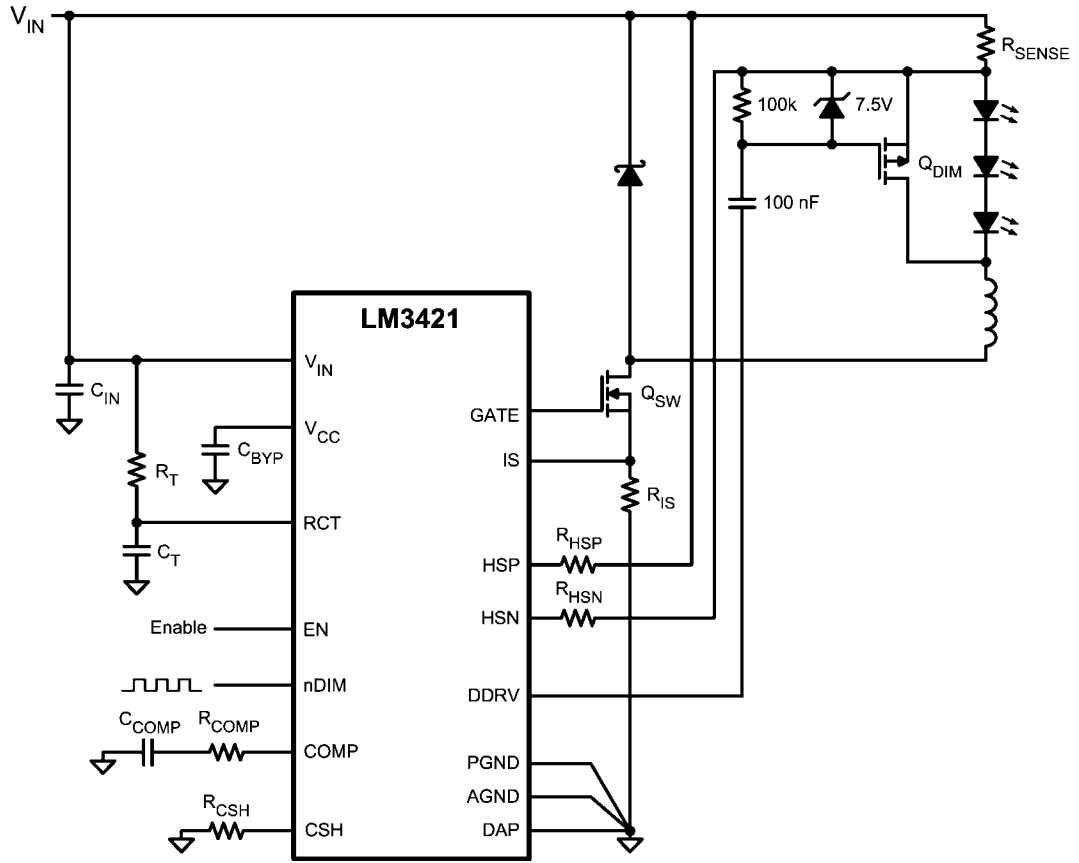 VIN
RSENSE
100k
7.5V
QDIM
100 nF
LM3421
VIN
CIN
QSW
GATE
VCC
CBYP
IS
RT
RIS
RCT
CT
RHSP
HSP
RHSN
HSN
Enable
EN
nDIM
DDRV
CCOMP
RCOMP
COMP
PGND
AGND
RCSH
CSH
DAP